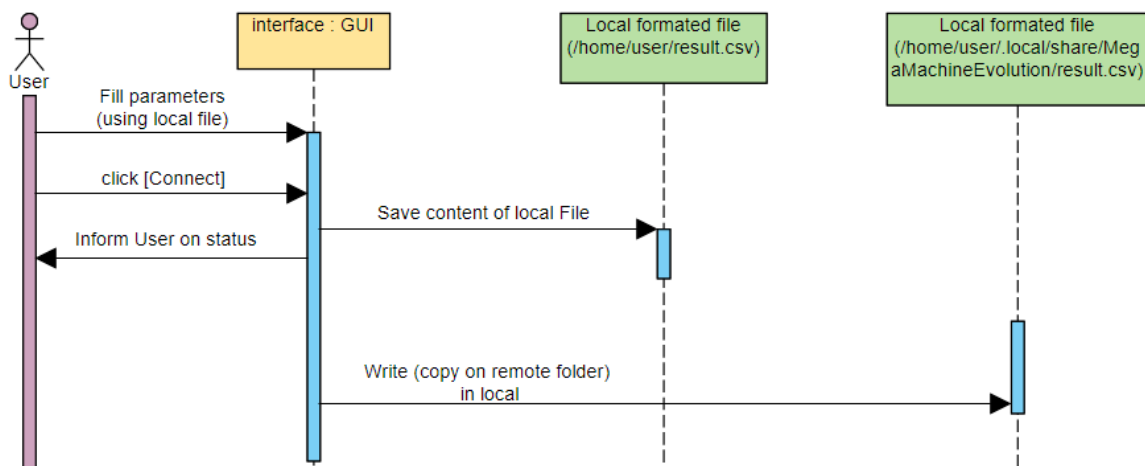 User
interface : GUI
Local formated file
(/home/user/result.csv)
Local formated file
(/home/user/.local/share/Meg
aMachineEvolution/result.csv)
Fill parameters
(using local file)
click [Connect]
Save content of local File
Inform User on status
Write (copy on remote folder)
in local